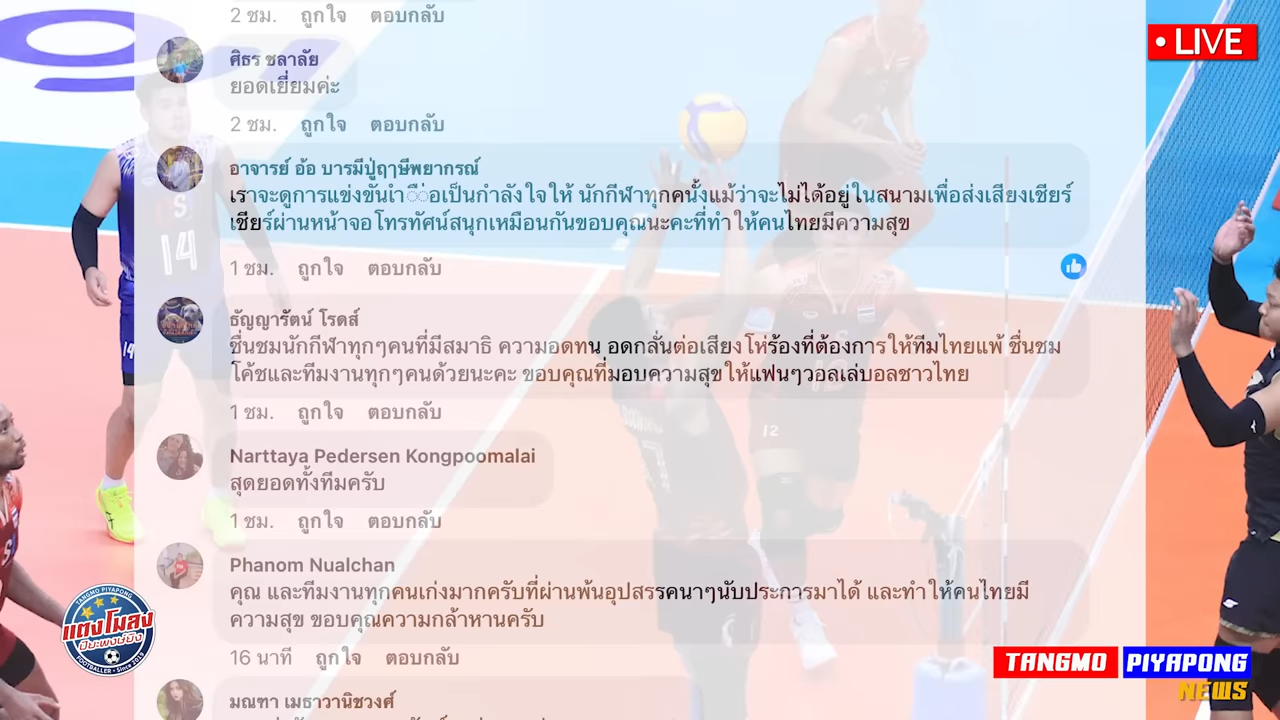 2 ชม. ถูกใจ ตอบกลับ
LIVE
ศิธร ชลาลัย
ยอดเยี่ยมค่ะ
2 ชม. ถูกใจ ตอบกลับ
อาจารย์ อ้อ บารมีปู่ฤๅษีพยากรณ์
เราจะดูการแข่งขันเพื่อเป็นกำลังใจให้ นักกีฬาทุกคนั้งแม้ว่าจะไม่ได้อยู่ในสนามเพื่อส่งเสียงเชียร์
เชียร์ผ่านหน้าจอโทรทัศน์สนุกเหมือนกันขอบคุณนะคะที่ทำให้คนไทยมีความสุข
1 ชม. ถูกใจ ตอบกลับ
ธัญญารัตน์ โรดส์
ชื่นชมนักกีฬาทุกๆคนที่มีสมาธิ ความอดทน อดกลั่นต่อเสียงโห่ร้องที่ต้องการให้ทีมไทยแพ้ ชื่นชม
โค้ชและทีมงานทุกๆคนด้วยนะคะ ขอบคุณที่มอบความสุขให้แฟนๆวอลเล่บอลชาวไทย
1 ชม. ถูกใจ ตอบกลับ
Narttaya Pedersen Kongpoomalai
สุดยอดทั้งทีมครับ
1 ชม. ถูกใจ ตอบกลับ
Phanom Nualchan
คุณ และทีมงานทุกคนเก่งมากครับที่ผ่านพ้นอุปสรรคนาๆนับประการมาได้ และทำให้คนไทยมี
ความสุข ขอบคุณความกล้าหานครับ
16 นาที ถูกใจ ตอบกลับ
มณฑา เมธาวานิชวงศ์
TANGMO PIYAPONG
แตงโมลง
ปิยะพงษ์ยิง
FOOTBALLER • Since 2019
TANGMO PIYAPONG
NEWS
14
12